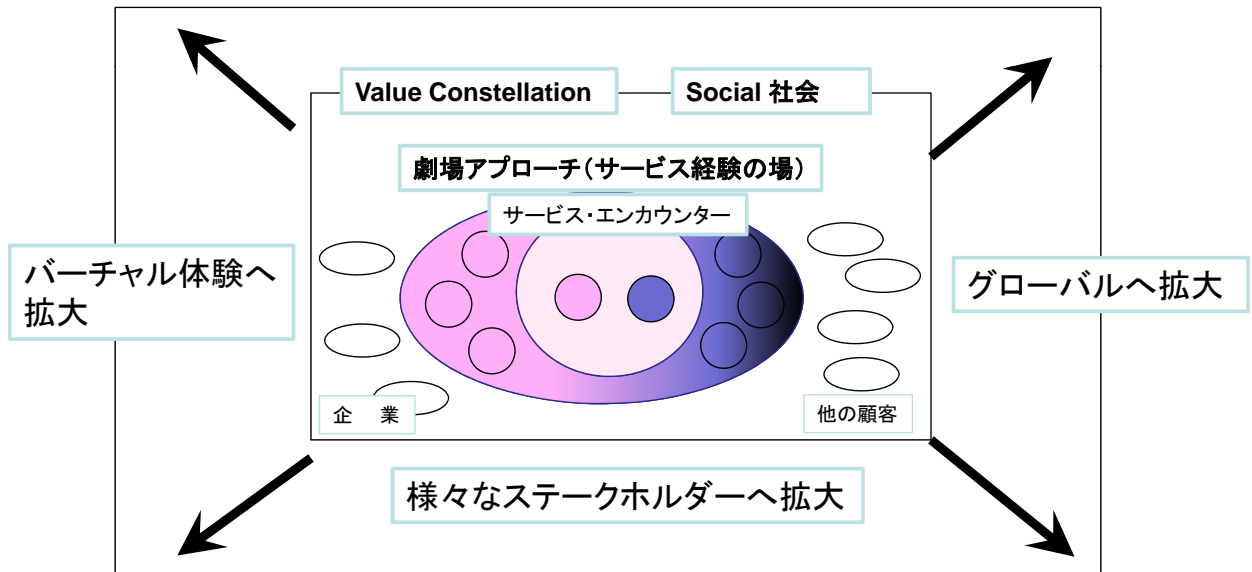 Value Constellation
Social 社会
劇場アプローチ（サービス経験の場）
サービス・エンカウンター
バーチャル体験へ
拡大
グローバルへ拡大
企　業
他の顧客
様々なステークホルダーへ拡大